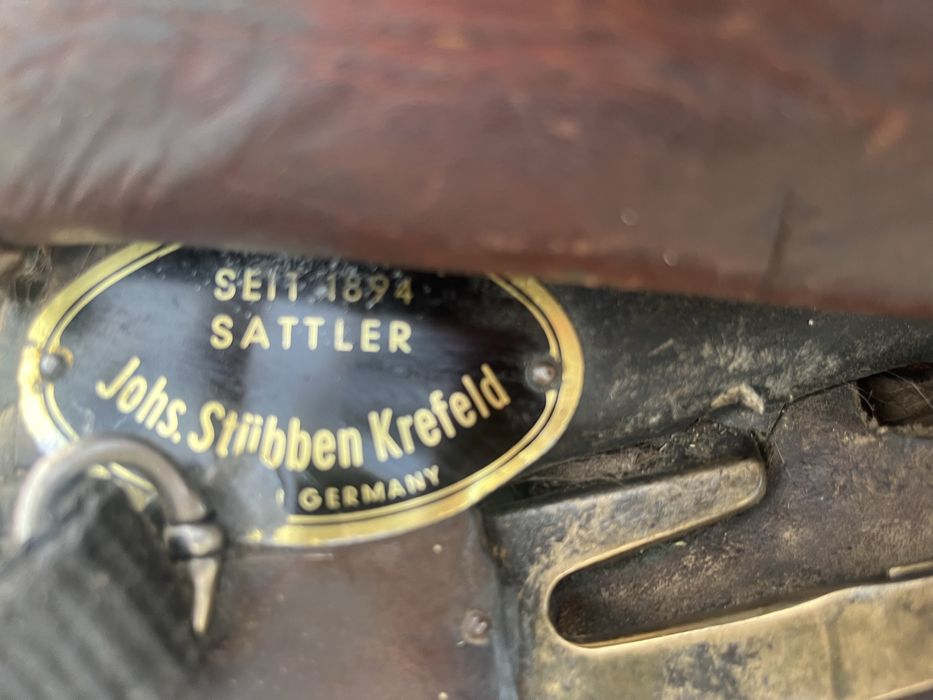 SEIT 1894
SATTLER
Johs. Stübben Krefeld
GERMANY